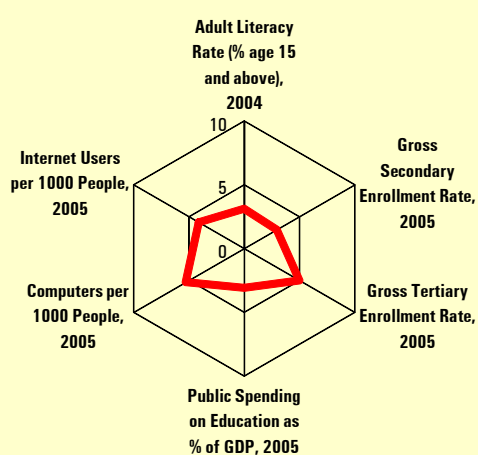 Adult Literacy
Rate (% age 15
and above),
2004
10
5
0
Gross
Secondary
Enrollment Rate,
2005
Gross Tertiary
Enrollment Rate,
2005
Public Spending
on Education as
% of GDP, 2005
Computers per
1000 People,
2005
Internet Users
per 1000 People,
2005